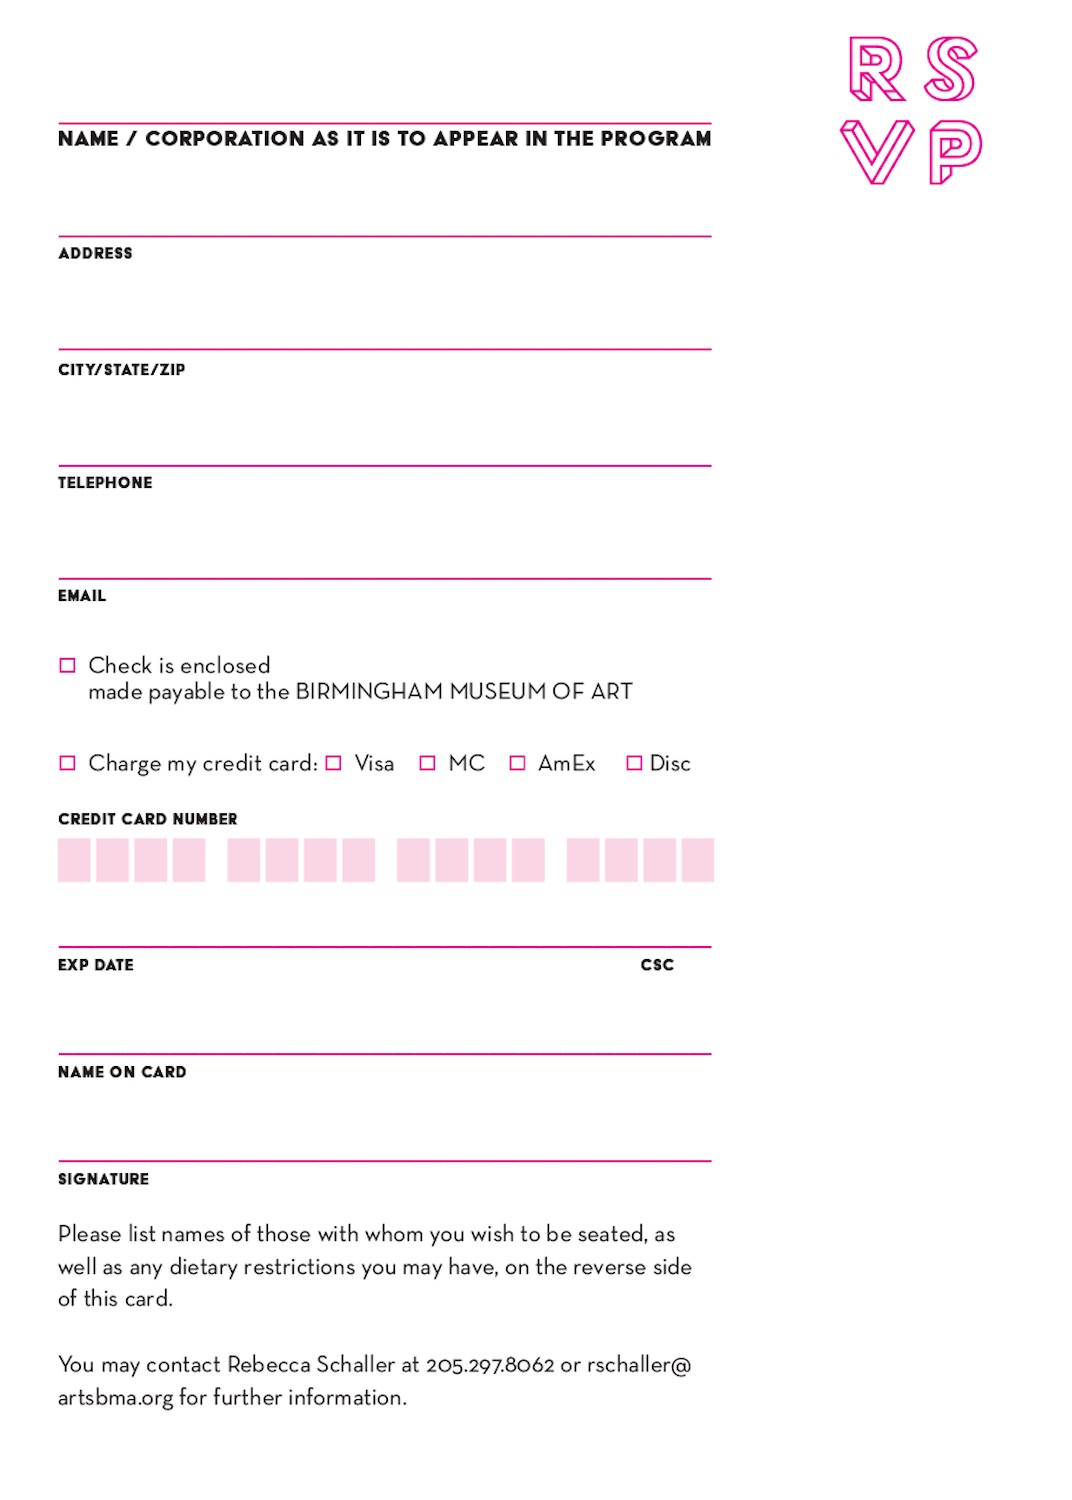 R S
V P
NAME / CORPORATION AS IT IS TO APPEAR IN THE PROGRAM
ADDRESS
CITY/STATE/ZIP
TELEPHONE
EMAIL
Check is enclosed
made payable to the BIRMINGHAM MUSEUM OF ART
Charge my credit card: Visa MC AmEx Disc
CREDIT CARD NUMBER
EXP DATE CSC
NAME ON CARD
SIGNATURE
Please list names of those with whom you wish to be seated, as
well as any dietary restrictions you may have, on the reverse side
of this card.
You may contact Rebecca Schaller at 205.297.8062 or rschaller@
artsbma.org for further information.